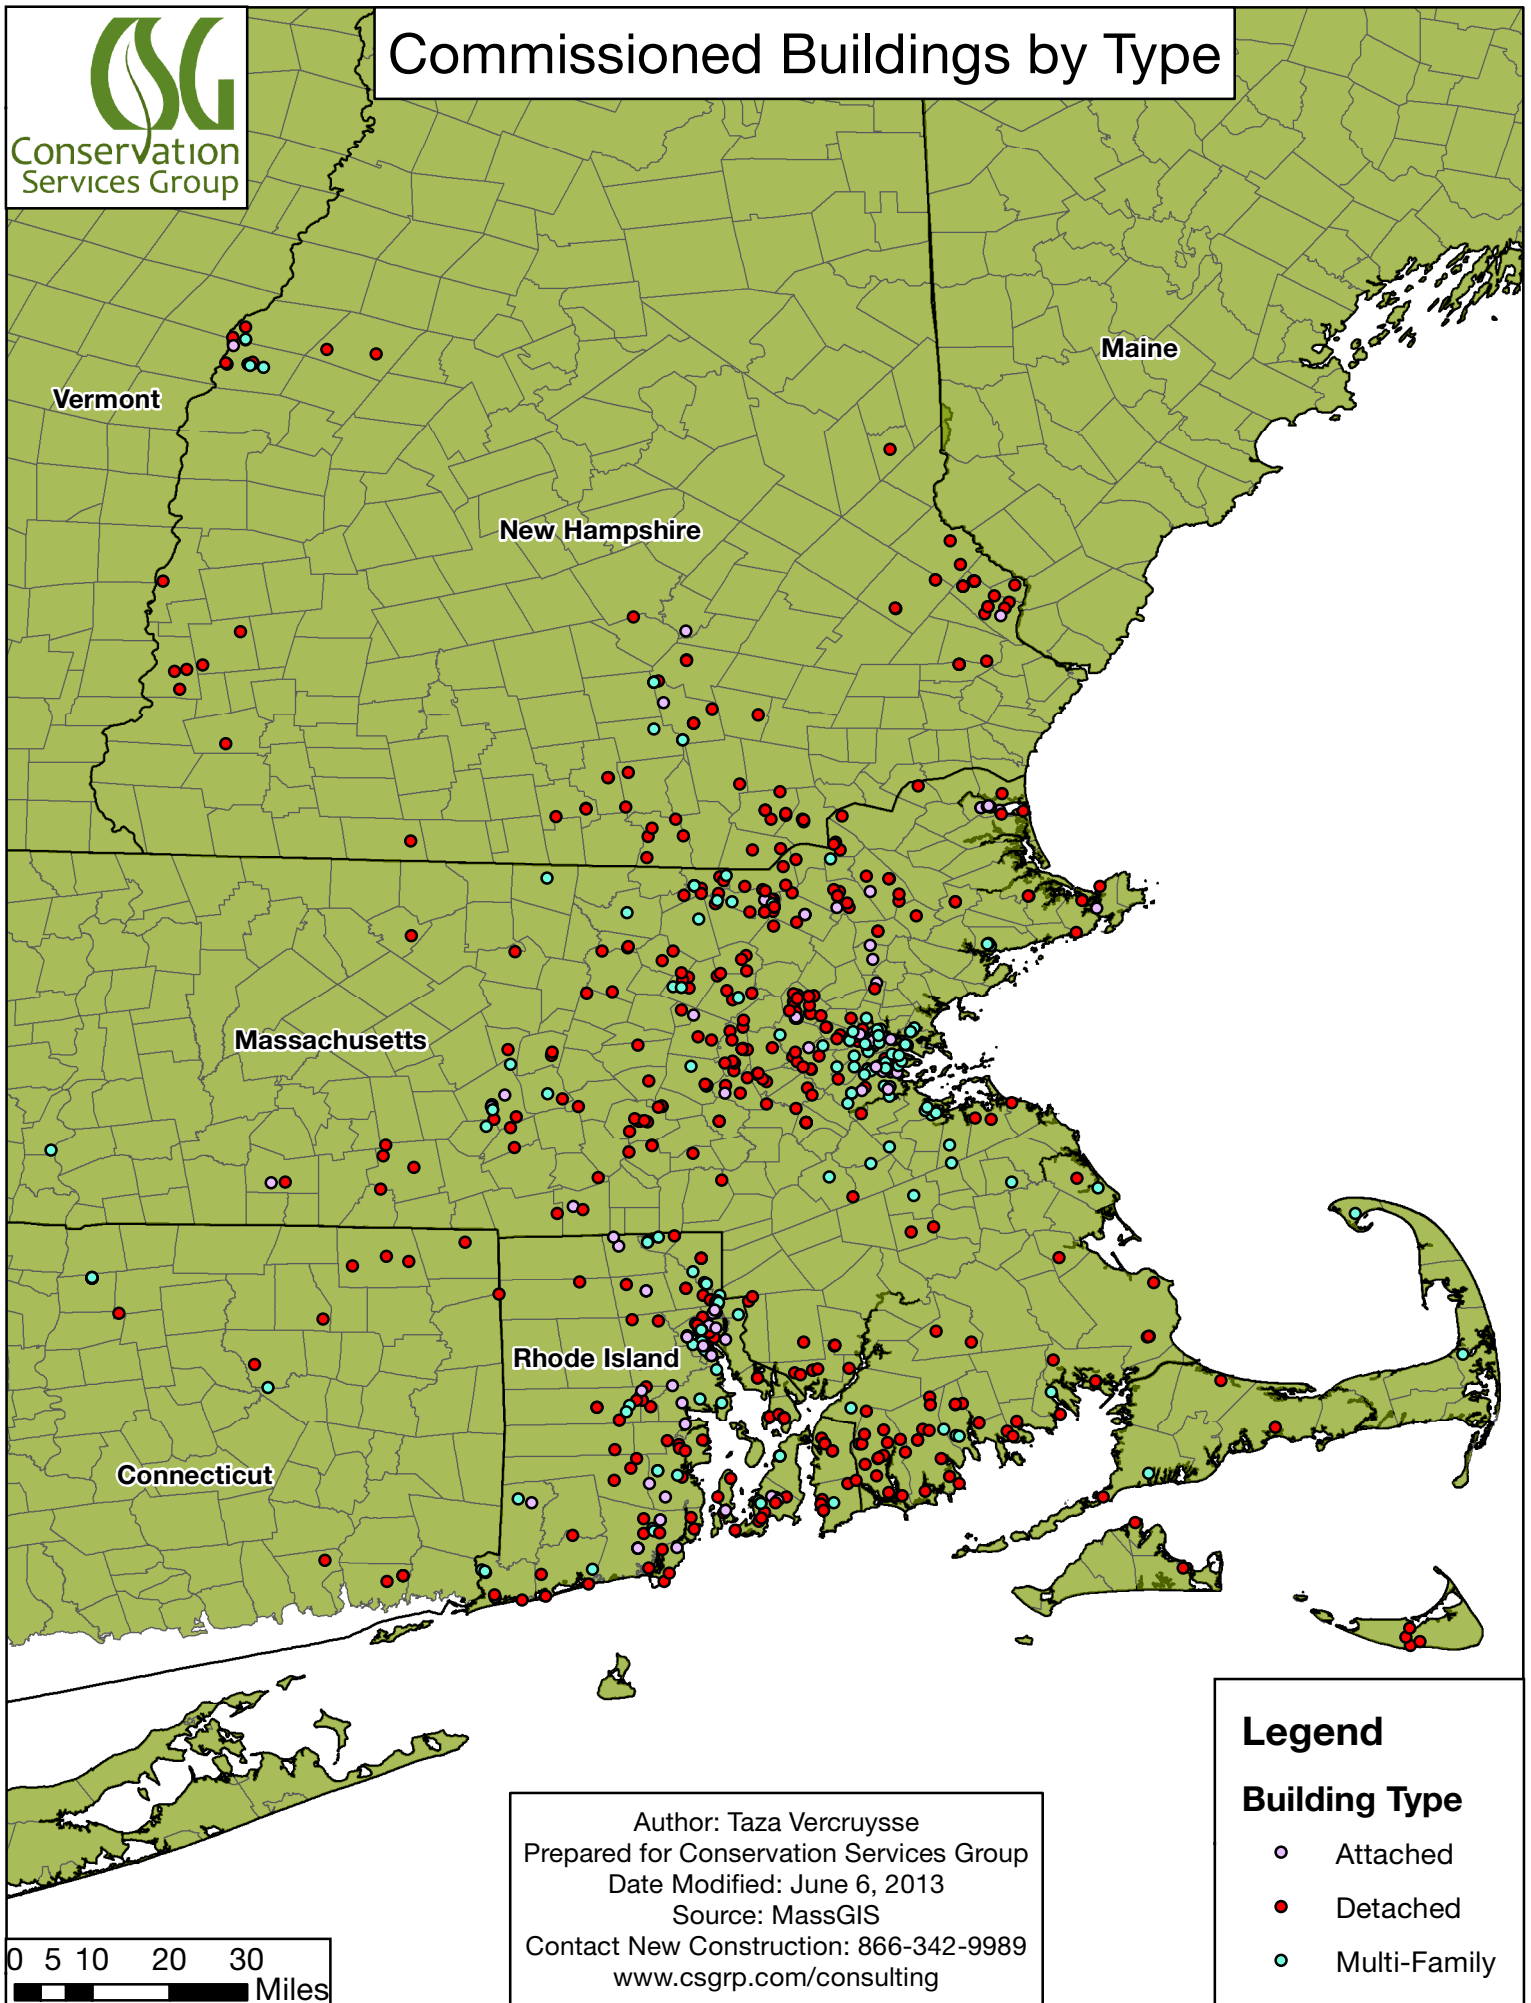 CSG
Conservation
Services Group
Commissioned Buildings by Type
Maine
Vermont
New Hampshire
Massachusetts
Rhode Island
Connecticut
Legend
Building Type
Attached
Detached
Multi-Family
Author: Taza Vercruysse
Prepared for Conservation Services Group
Date Modified: June 6, 2013
Source: MassGIS
Contact New Construction: 866-342-9989
www.csgrp.com/consulting
0 5 10 20 30
Miles